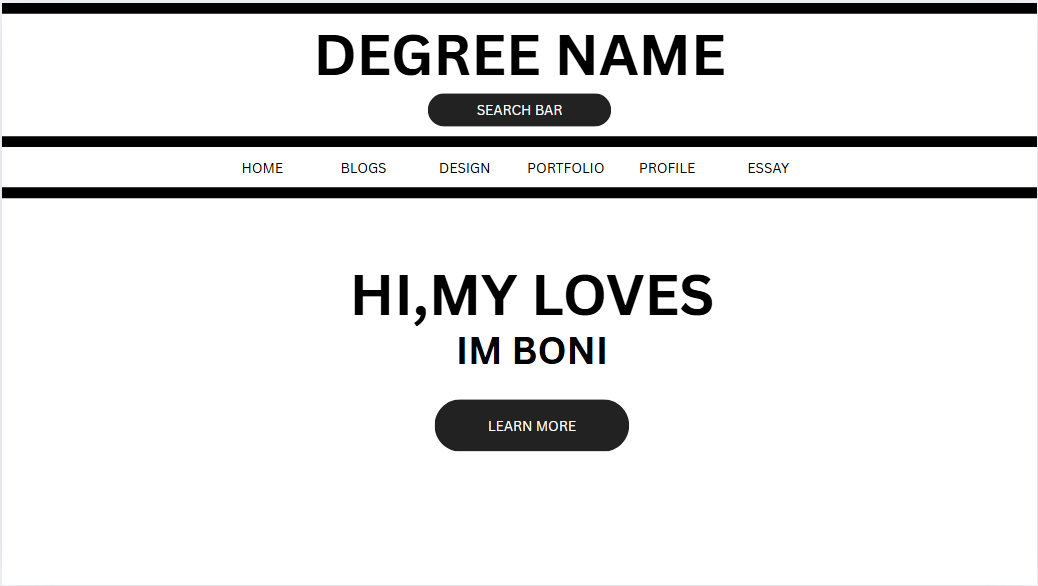 DEGREE NAME
SEARCH BAR
HOME BLOGS DESIGN PORTFOLIO PROFILE ESSAY
HI,MY LOVES
IM BONI
LEARN MORE